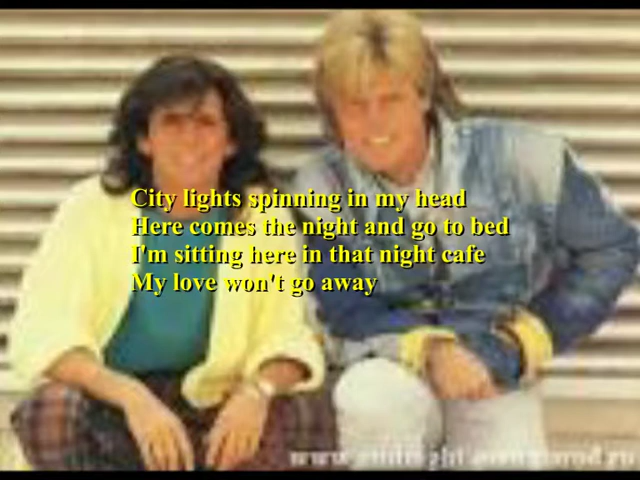 City lights spinning in my head
Here comes the night and go to bed
I'm sitting here in that night cafe
My love won't go away